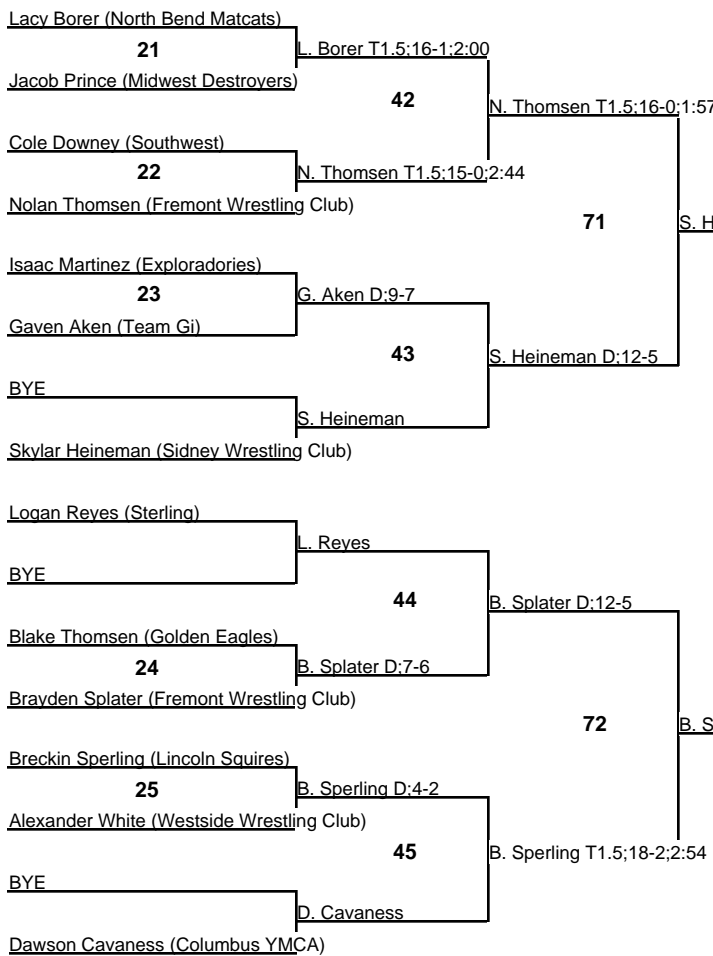 Lacy Borer (North Bend Matcats)
21
L. Borer T1.5;16-1;2:00
Jacob Prince (Midwest Destroyers)
42
N. Thomsen T1.5;16-0;1:57
Cole Downey (Southwest)
22
N. Thomsen T1.5;15-0;2:44
Nolan Thomsen (Fremont Wrestling Club)
71
S. H
Isaac Martinez (Exploradories)
23
G. Aken D;9-7
Gaven Aken (Team Gi)
43
S. Heineman D;12-5
BYE
S. Heineman
Skylar Heineman (Sidney Wrestling Club)
Logan Reyes (Sterling)
L. Reyes
BYE
44
B. Splater D;12-5
Blake Thomsen (Golden Eagles)
24
B. Splater D;7-6
Brayden Splater (Fremont Wrestling Club)
72
B. S
Breckin Sperling (Lincoln Squires)
25
B. Sperling D;4-2
Alexander White (Westside Wrestling Club)
45
B. Sperling T1.5;18-2;2:54
BYE
D. Cavaness
Dawson Cavaness (Columbus YMCA)